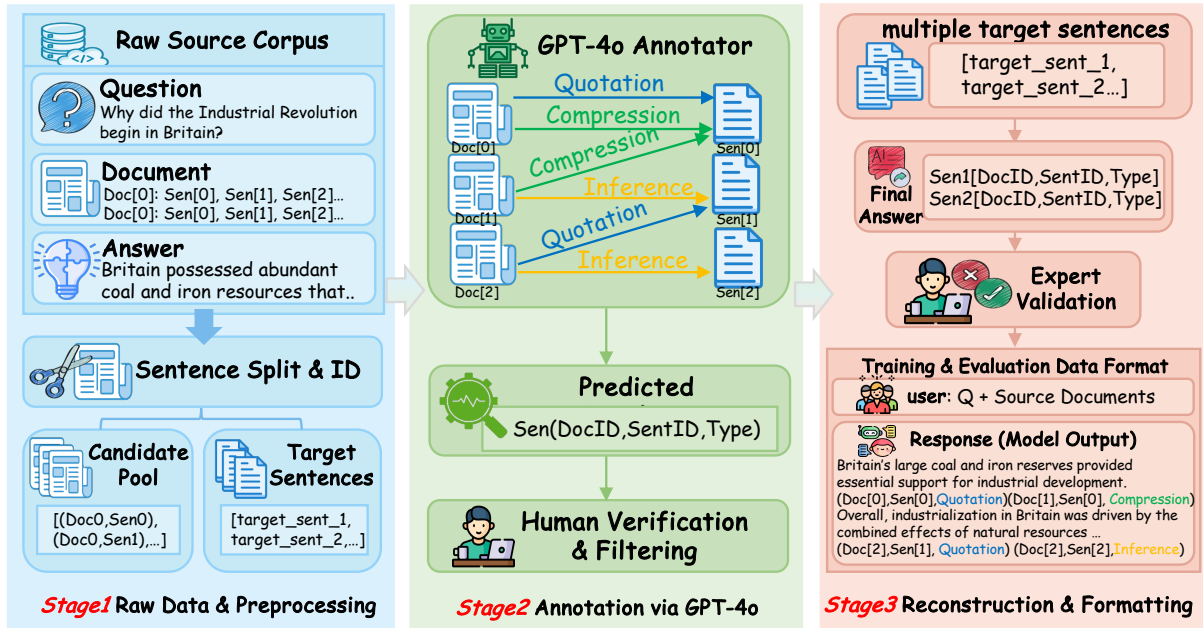 Raw Source Corpus
Question
Why did the Industrial Revolution
begin in Britain?
Document
Doc[0]: Sen[0], Sen[1], Sen[2]...
Doc[0]: Sen[0], Sen[1], Sen[2]...
Answer
Britain possessed abundant
coal and iron resources that..
Sentence Split & ID
Candidate
Pool
[(Doc0,Sen0),
(Doc0,Sen1),...]
Target
Sentences
[target_sent_1,
target_sent_2,...]
Stage1 Raw Data & Preprocessing
GPT-4o Annotator
Quotation
Compression
Compression
Inference
Quotation
Inference
Doc[0]
Doc[1]
Doc[2]
Sen[0]
Sen[1]
Sen[2]
Predicted
Sen(DocID,SentID,Type)
Human Verification
& Filtering
Stage2 Annotation via GPT-4o
multiple target sentences
[target_sent_1,
target_sent_2...]
AI
Final
Answer
Sen1[DocID,SentID,Type]
Sen2[DocID,SentID,Type]
Expert
Validation
Training & Evaluation Data Format
user: Q + Source Documents
Response (Model Output)
Britain's large coal and iron reserves provided
essential support for industrial development.
(Doc[0],Sen[0],Quotation)(Doc[1],Sen[0], Compression)
Overall, industrialization in Britain was driven by the
combined effects of natural resources ...
(Doc[2],Sen[1], Quotation) (Doc[2],Sen[2],Inference)
Stage3 Reconstruction & Formatting